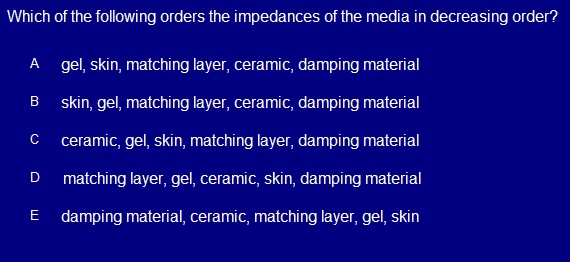 Which of the following orders the impedances of the media in decreasing order?
A gel, skin, matching layer, ceramic, damping material
B skin, gel, matching layer, ceramic, damping material
C ceramic, gel, skin, matching layer, damping material
D matching layer, gel, ceramic, skin, damping material
E damping material, ceramic, matching layer, gel, skin